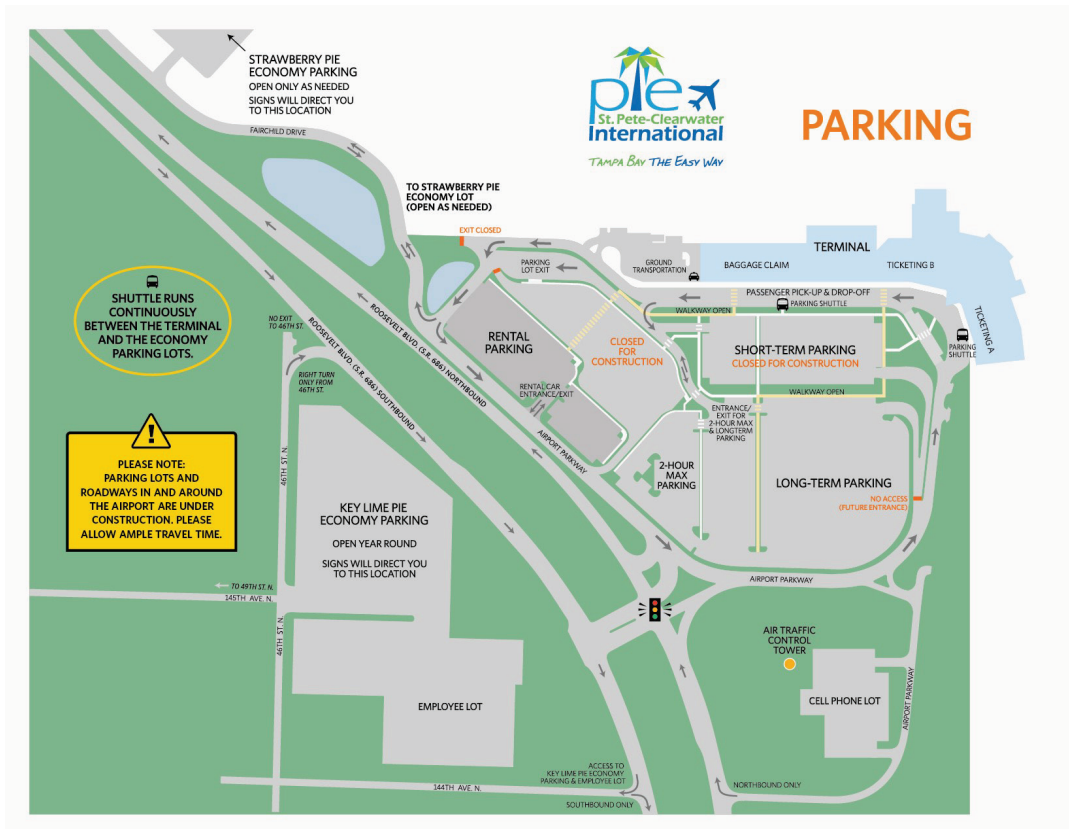 STRAWBERRY PIE
ECONOMY PARKING
OPEN ONLY AS NEEDED
SIGNS WILL DIRECT YOU
TO THIS LOCATION
pie
St. Pete-Clearwater
International
TAMPA BAY THE EASY WAY
PARKING
FAIRCHILD DRIVE
TO STRAWBERRY PIE
ECONOMY LOT
(OPEN AS NEEDED)
EXIT CLOSED
PARKING
LOT EXIT
GROUND
TRANSPORTATION
TERMINAL
BAGGAGE CLAIM
TICKETING B
TICKETING A
PASSENGER PICK-UP & DROP-OFF
PARKING SHUTTLE
WALKWAY OPEN
PARKING
SHUTTLE
SHUTTLE RUNS
CONTINUOUSLY
BETWEEN THE TERMINAL
AND THE ECONOMY
PARKING LOTS.
NO EXIT
TO 46TH ST.
ROOSEVELT BLVD. (S.R. 686) SOUTHBOUND
ROOSEVELT BLVD. (S.R. 686) NORTHBOUND
RIGHT TURN
ONLY FROM
46TH ST.
RENTAL
PARKING
CLOSED
FOR
CONSTRUCTION
SHORT-TERM PARKING
CLOSED FOR CONSTRUCTION
RENTAL CAR
ENTRANCE/EXIT
WALKWAY OPEN
ENTRANCE/
EXIT FOR
2-HOUR MAX
& LONGTERM
PARKING
AIRPORT PARKWAY
2-HOUR
MAX
PARKING
LONG-TERM PARKING
NO ACCESS
(FUTURE ENTRANCE)
PLEASE NOTE:
PARKING LOTS AND
ROADWAYS IN AND AROUND
THE AIRPORT ARE UNDER
CONSTRUCTION. PLEASE
ALLOW AMPLE TRAVEL TIME.
46TH ST. N.
KEY LIME PIE
ECONOMY PARKING
OPEN YEAR ROUND
SIGNS WILL DIRECT YOU
TO THIS LOCATION
AIRPORT PARKWAY
TO 49TH ST. N.
145TH AVE. N.
46TH ST. N.
AIR TRAFFIC
CONTROL
TOWER
CELL PHONE LOT
AIRPORT PARKWAY
EMPLOYEE LOT
ACCESS TO
KEY LIME PIE ECONOMY
PARKING & EMPLOYEE LOT
144TH AVE. N.
SOUTHBOUND ONLY
NORTHBOUND ONLY